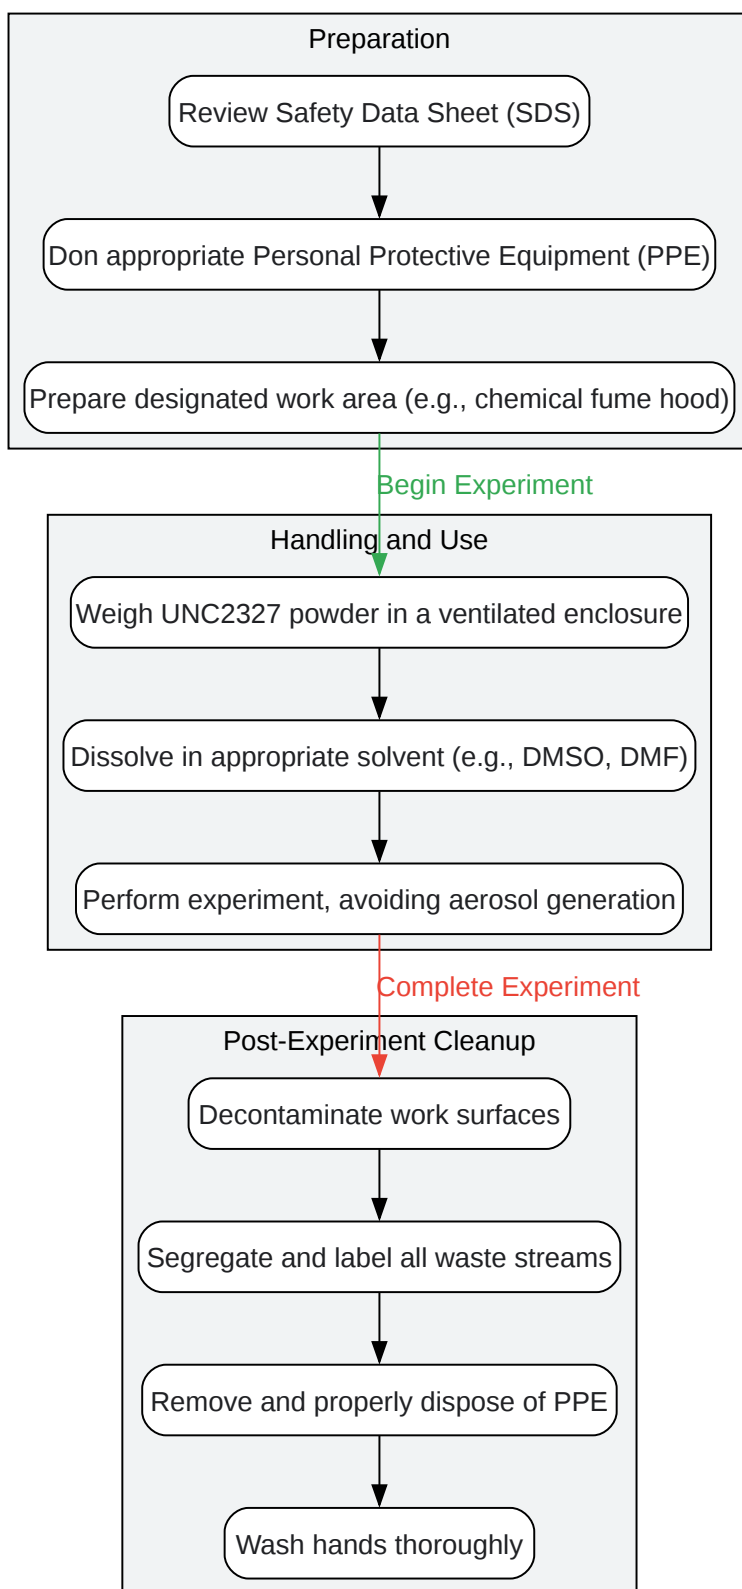 Preparation
Review Safety Data Sheet (SDS)
Don appropriate Personal Protective Equipment (PPE)
Prepare designated work area (e.g., chemical fume hood)
Begin Experiment
Handling and Use
Weigh UNC2327 powder in a ventilated enclosure
Dissolve in appropriate solvent (e.g., DMSO, DMF)
Perform experiment, avoiding aerosol generation
Complete Experiment
Post-Experiment Cleanup
Decontaminate work surfaces
Segregate and label all waste streams
Remove and properly dispose of PPE
Wash hands thoroughly